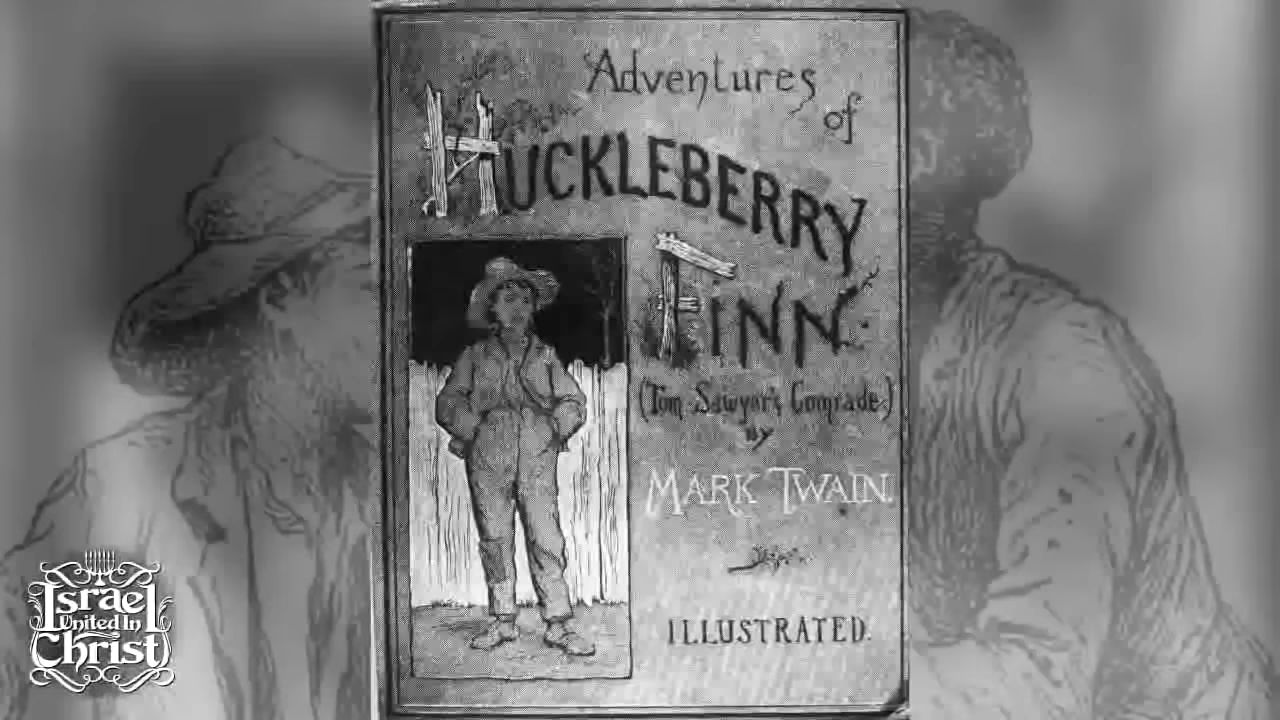 Adventures
of
HUCKLEBERRY
FINN.
(Tom Sawyer's Comrade.)
By
MARK TWAIN.
ILLUSTRATED.
Israel
United In
Christ